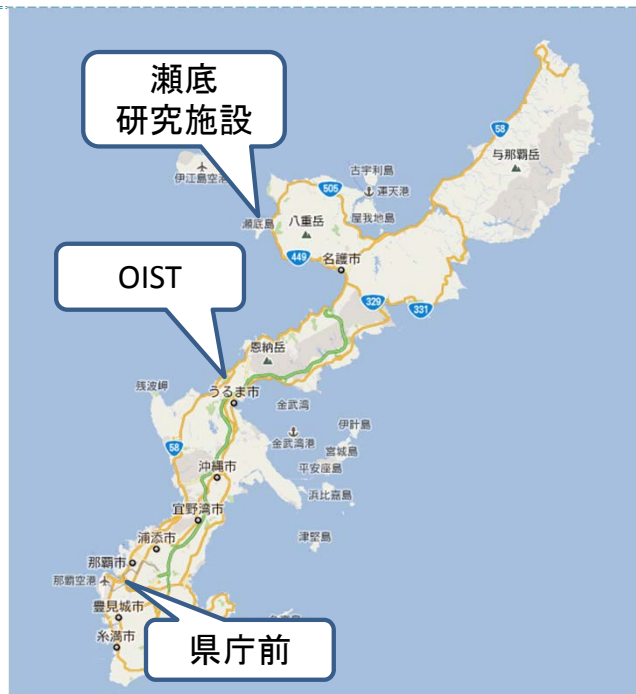 瀬底
研究施設
58
与那覇岳
伊江島空港
古宇利島
運天港
505
瀬底島
八重岳
屋我地島
449
名護市
OIST
329
331
恩納岳
残波岬
うるま市
金武湾
伊計島
金武湾港
宮城島
58
平安座島
沖縄市
浜比嘉島
宜野湾市
津堅島
浦添市
那覇市
那覇空港
豊見城市
糸満市
県庁前